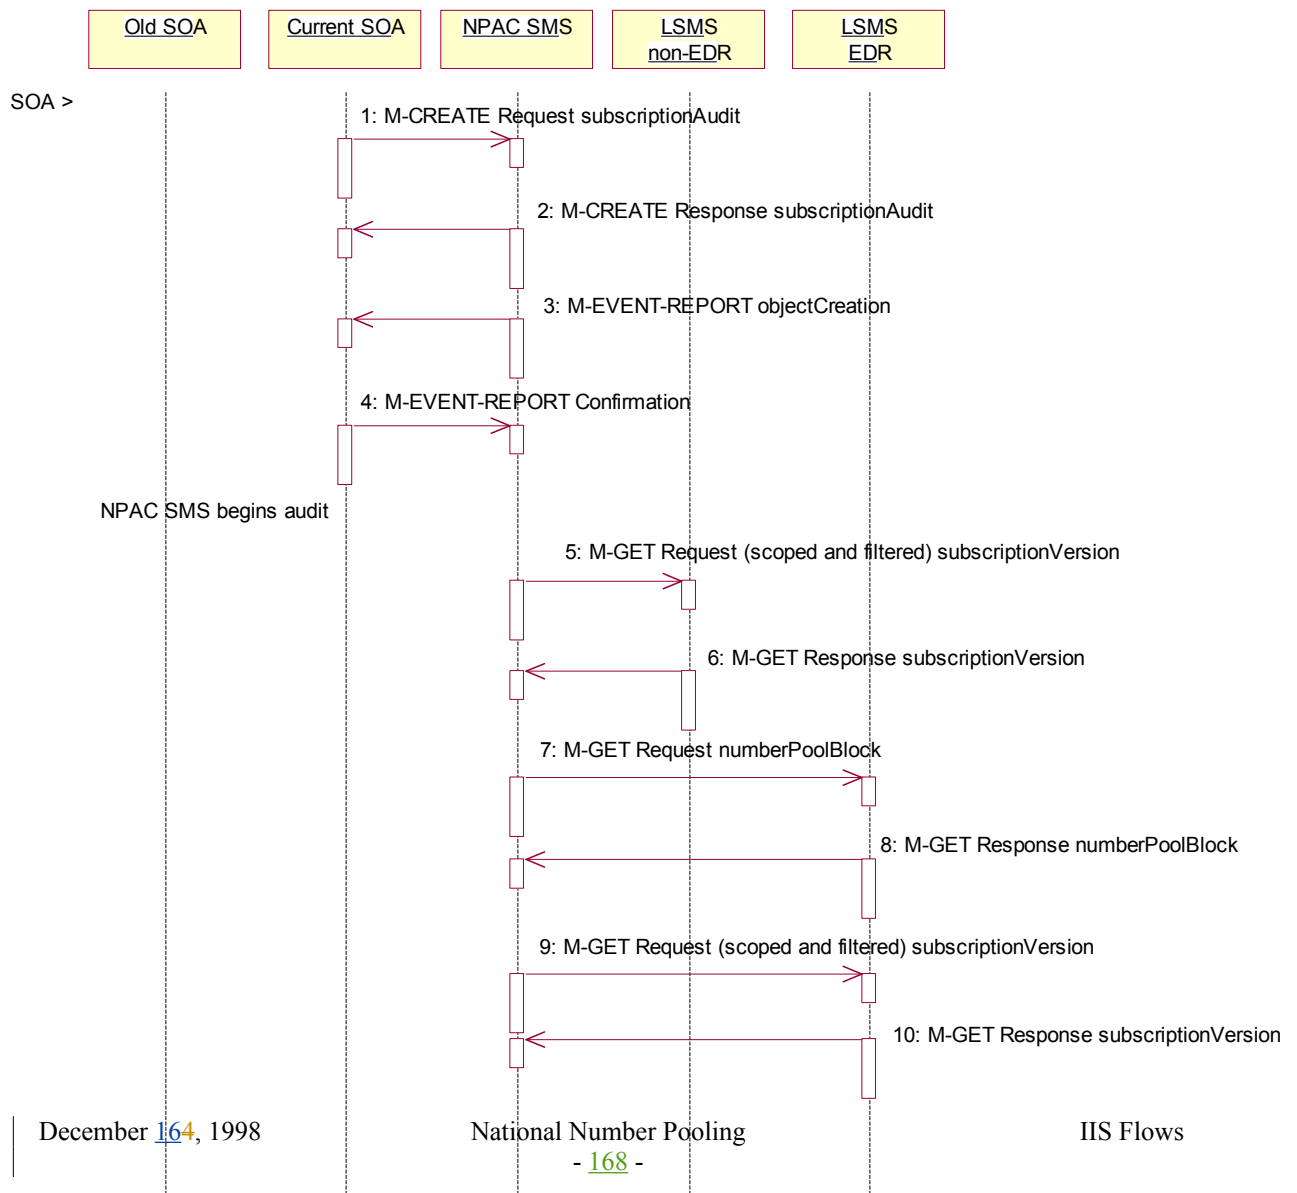 Old SOA
Current SOA
NPAC SMS
LSMS
non-EDR
LSMS
EDR
SOA >
1: M-CREATE Request subscriptionAudit
2: M-CREATE Response subscriptionAudit
3: M-EVENT-REPORT objectCreation
4: M-EVENT-REPORT Confirmation
NPAC SMS begins audit
5: M-GET Request (scoped and filtered) subscriptionVersion
6: M-GET Response subscriptionVersion
7: M-GET Request numberPoolBlock
8: M-GET Response numberPoolBlock
9: M-GET Request (scoped and filtered) subscriptionVersion
10: M-GET Response subscriptionVersion
December 164, 1998 National Number Pooling IIS Flows
- 168 -